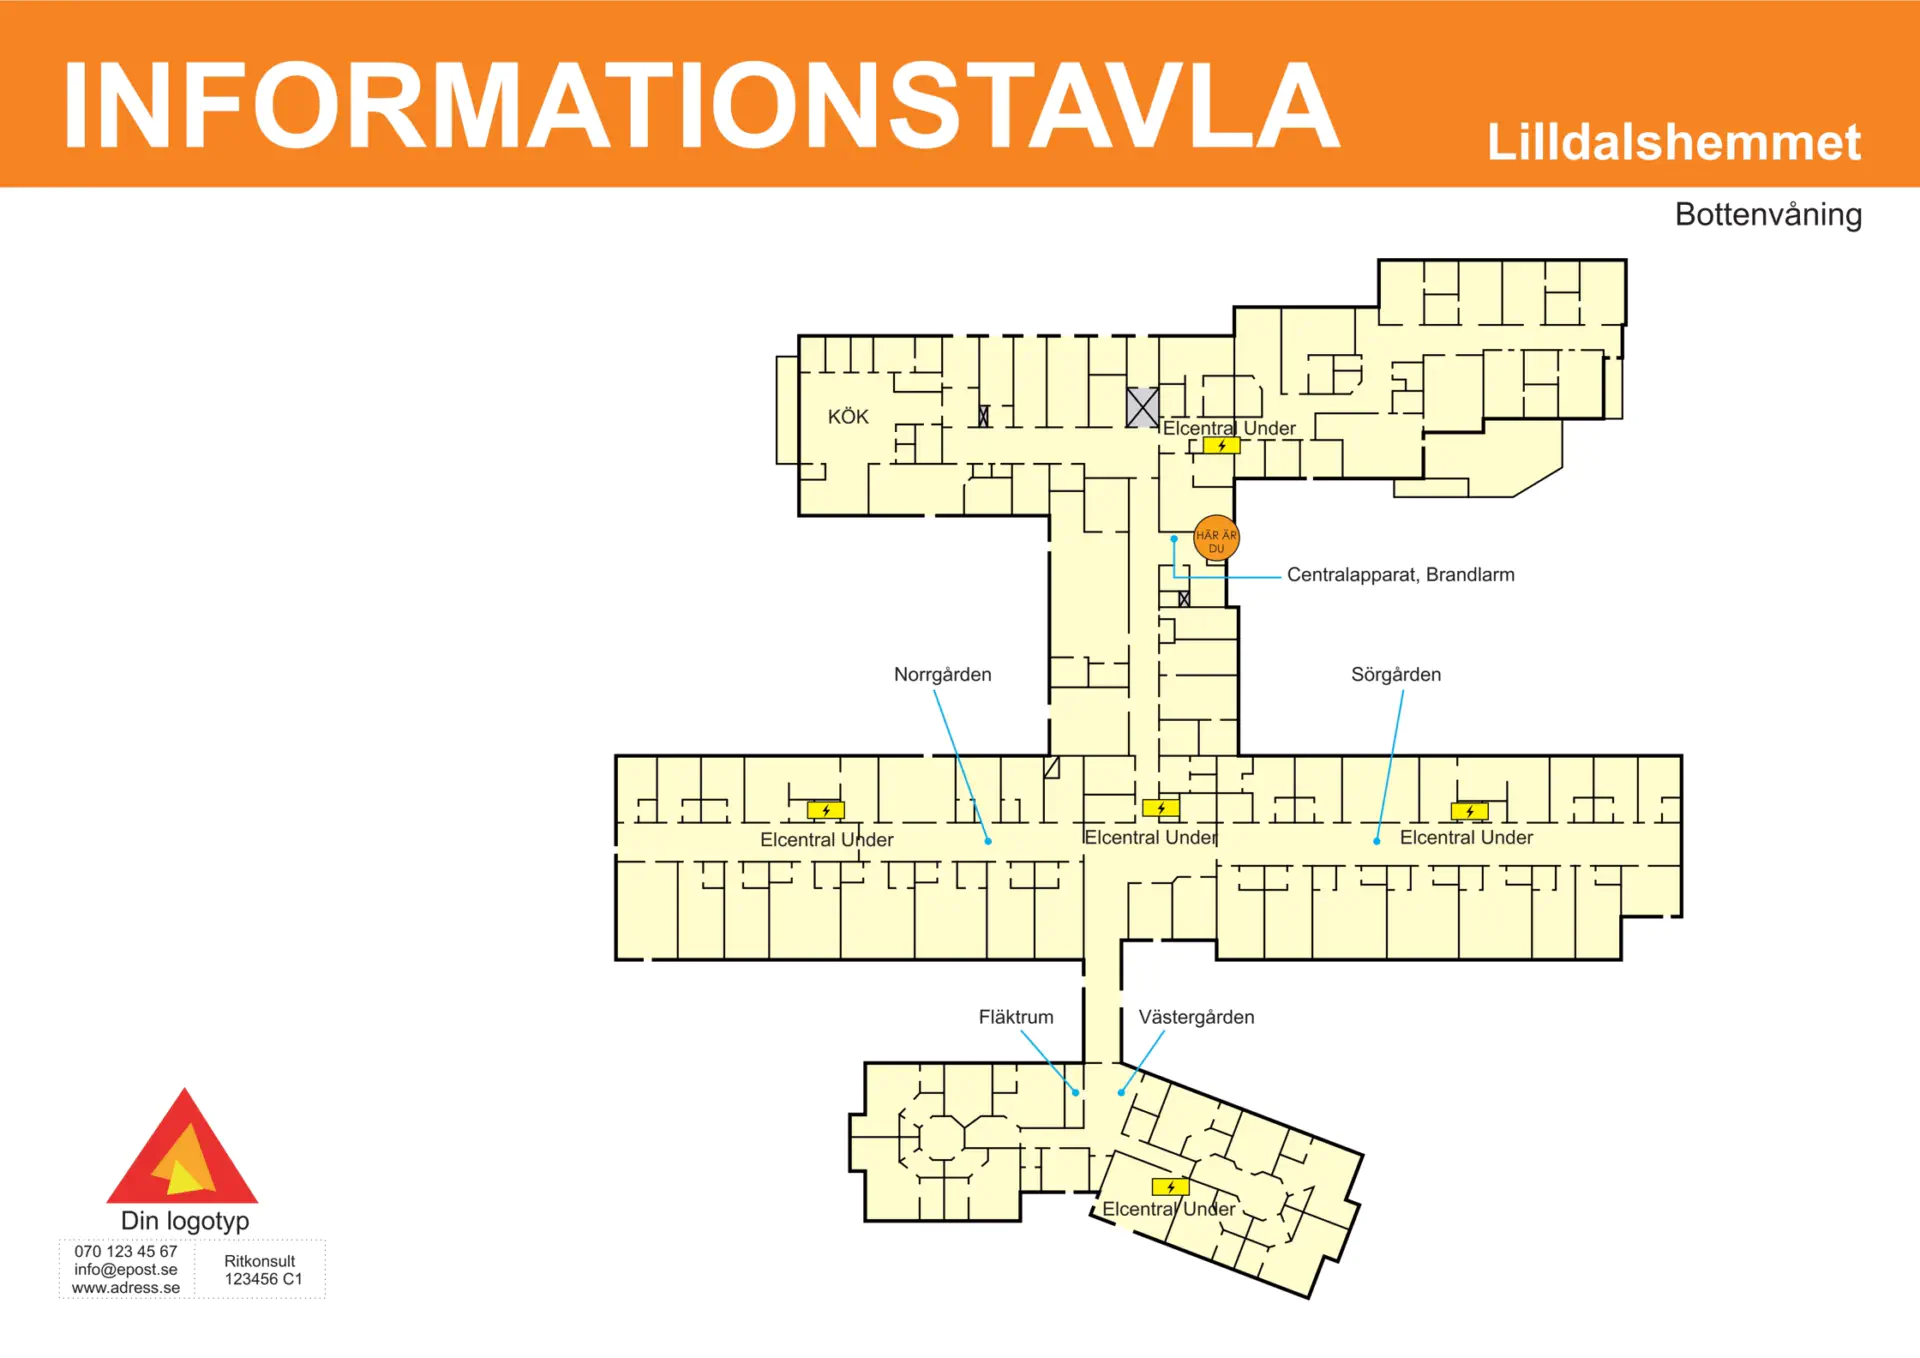 INFORMATIONSTAVLA
Lilldalshemmet
Bottenvåning
KÖK
Elcentral Under
HÄR ÄR
DU
Centralapparat, Brandlarm
Norrgården
Sörgården
Elcentral Under
Elcentral Under
Elcentral Under
Fläktrum
Västergården
Elcentral Under
Din logotyp
070 123 45 67
info@epost.se
www.adress.se
Ritkonsult
123456 C1